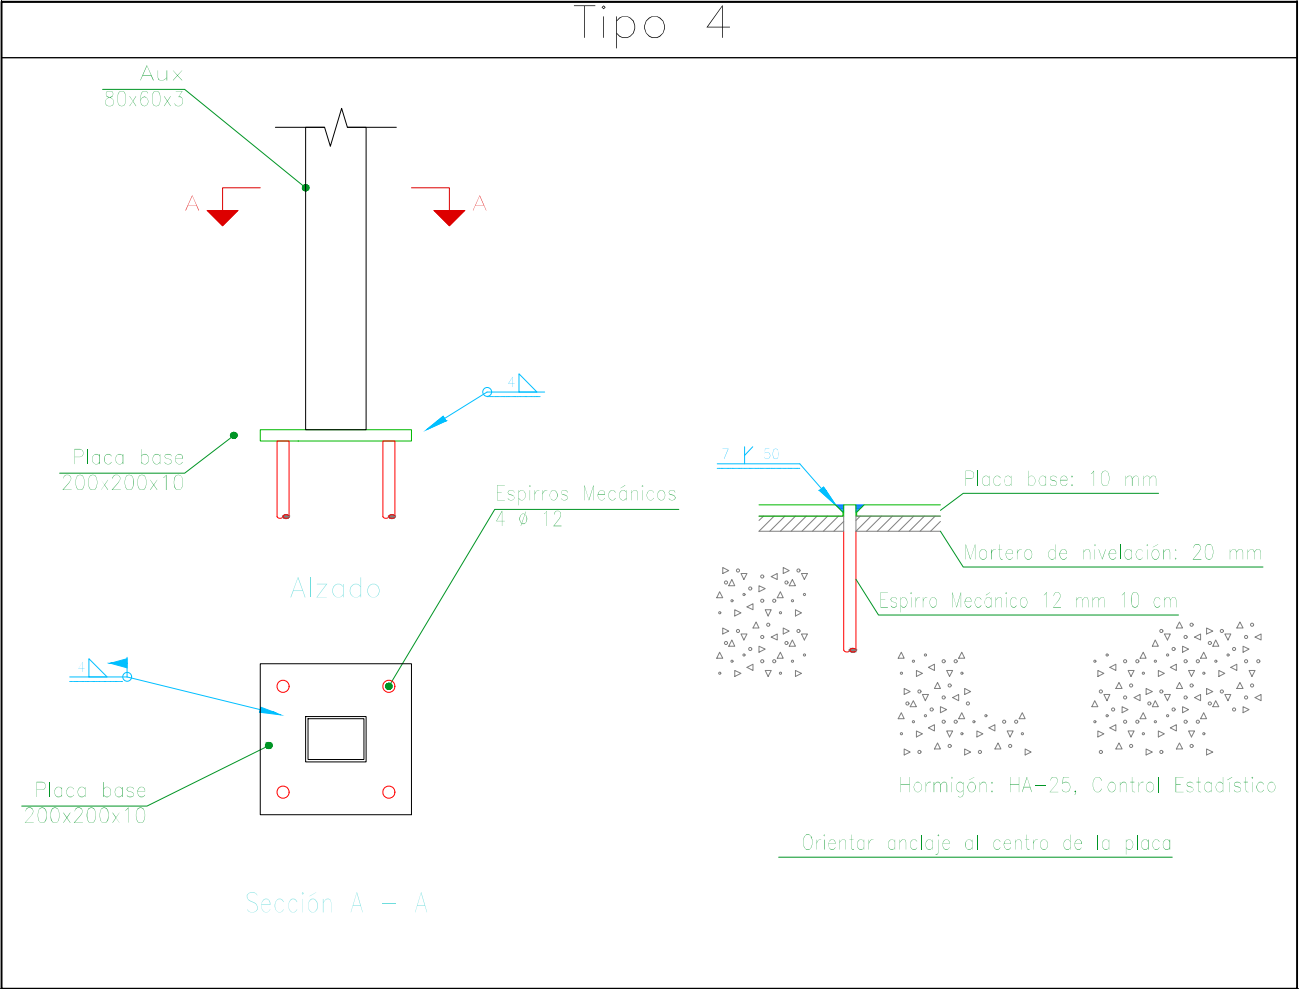 Tipo 4
Aux
80x60x3
A
A
4
Placa base
200x200x10
Espirros Mecánicos
4 ø 12
Alzado
7
50
Placa base: 10 mm
Mortero de nivelación: 20 mm
Espirro Mecánico 12 mm 10 cm
4
Placa base
200x200x10
Hormigón: HA-25, Control Estadístico
Orientar anclaje al centro de la placa
Sección A - A